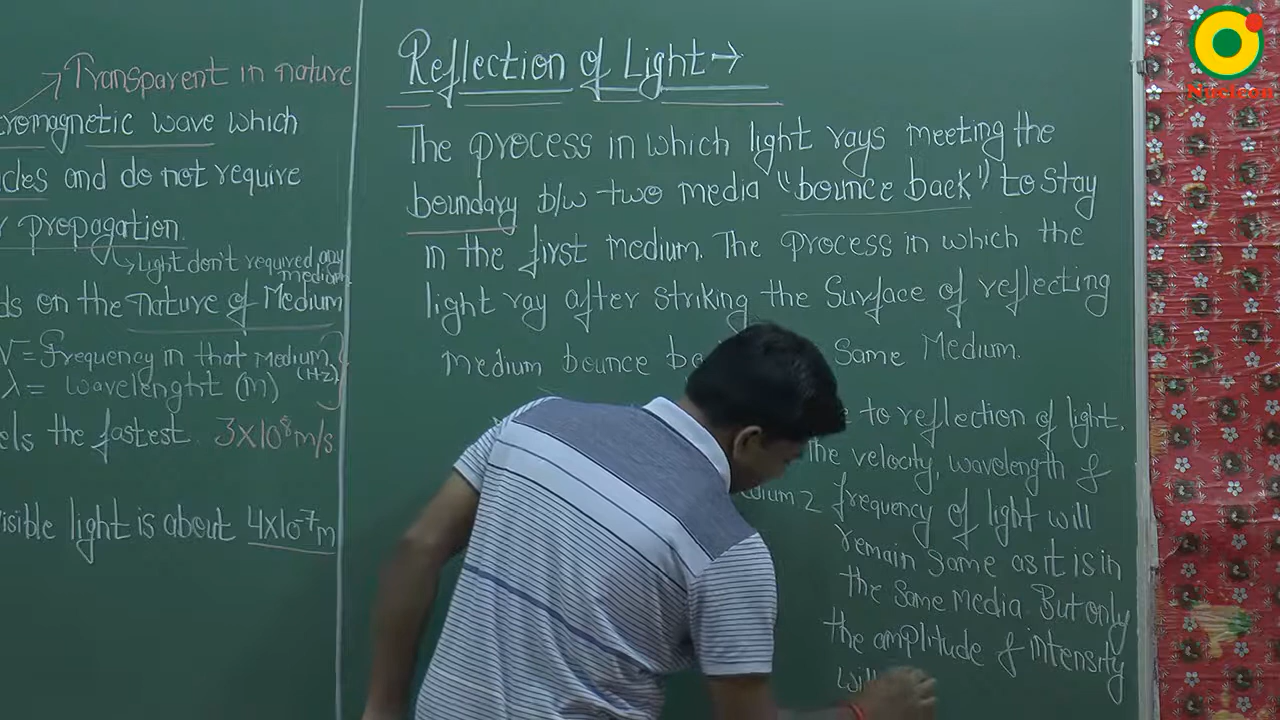 Transparent in nature
romagnetic wave which
and do not require
propagation.
Light don't required any
medium
ds on the nature of Medium
V = Frequency in that medium
(Hz)
λ = wavelenght (m)
els the fastest. 3x10⁸m/s.
isible light is about 4x10⁻⁷m
Reflection of Light→
The process in which light rays meeting the
boundary b/w two media "bounce back" to stay
in the first medium. The process in which the
light ray after striking the surface of reflecting
medium bounce Same Medium.
to reflection of light.
The velocity, wavelength &
dium 2 frequency of light will
remain same as it is in
the same media. But only
the amplitude & intensity
will
Nucleon